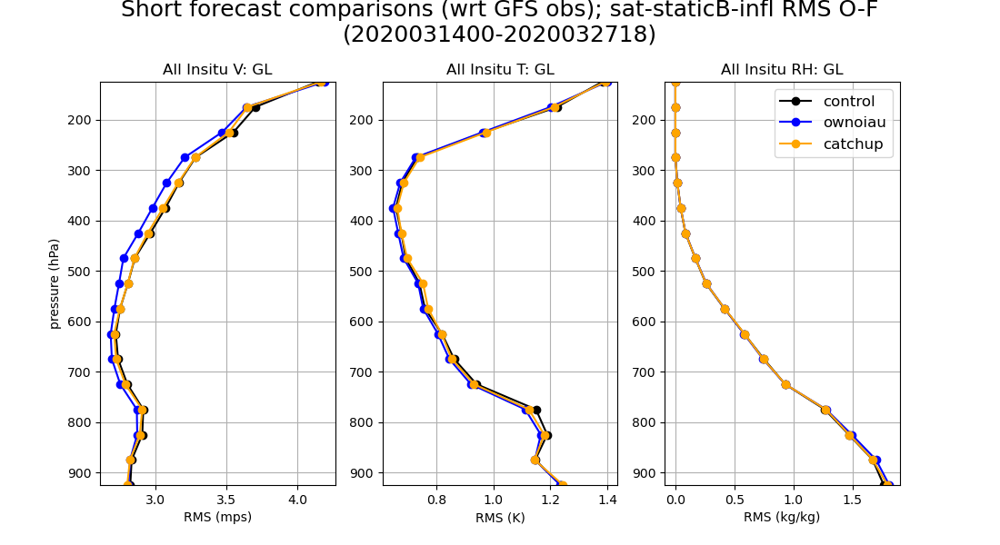 Short forecast comparisons (wrt GFS obs); sat-staticB-infl RMS O-F
(2020031400-2020032718)
All Insitu V: GL
All Insitu T: GL
All Insitu RH: GL
control
ownoiau
catchup
pressure (hPa)
200
300
400
500
600
700
800
900
3.0 3.5 4.0
RMS (mps)
200
300
400
500
600
700
800
900
0.8 1.0 1.2 1.4
RMS (K)
200
300
400
500
600
700
800
900
0.0 0.5 1.0 1.5
RMS (kg/kg)